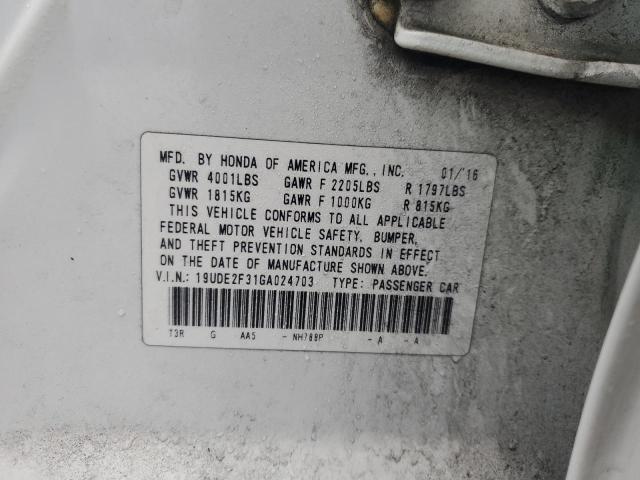 MFD. BY HONDA OF AMERICA MFG., INC. 01/'16
GVWR 4001LBS GAWR F 2205LBS R 1797LBS
GVWR 1815KG GAWR F 1000KG R 815KG
THIS VEHICLE CONFORMS TO ALL APPLICABLE
FEDERAL MOTOR VEHICLE SAFETY, BUMPER,
AND THEFT PREVENTION STANDARDS IN EFFECT
ON THE DATE OF MANUFACTURE SHOWN ABOVE.
V.I.N.: 19UDE2F31GA024703 TYPE: PASSENGER CAR
T3R G AA5 - NH788P - A - A